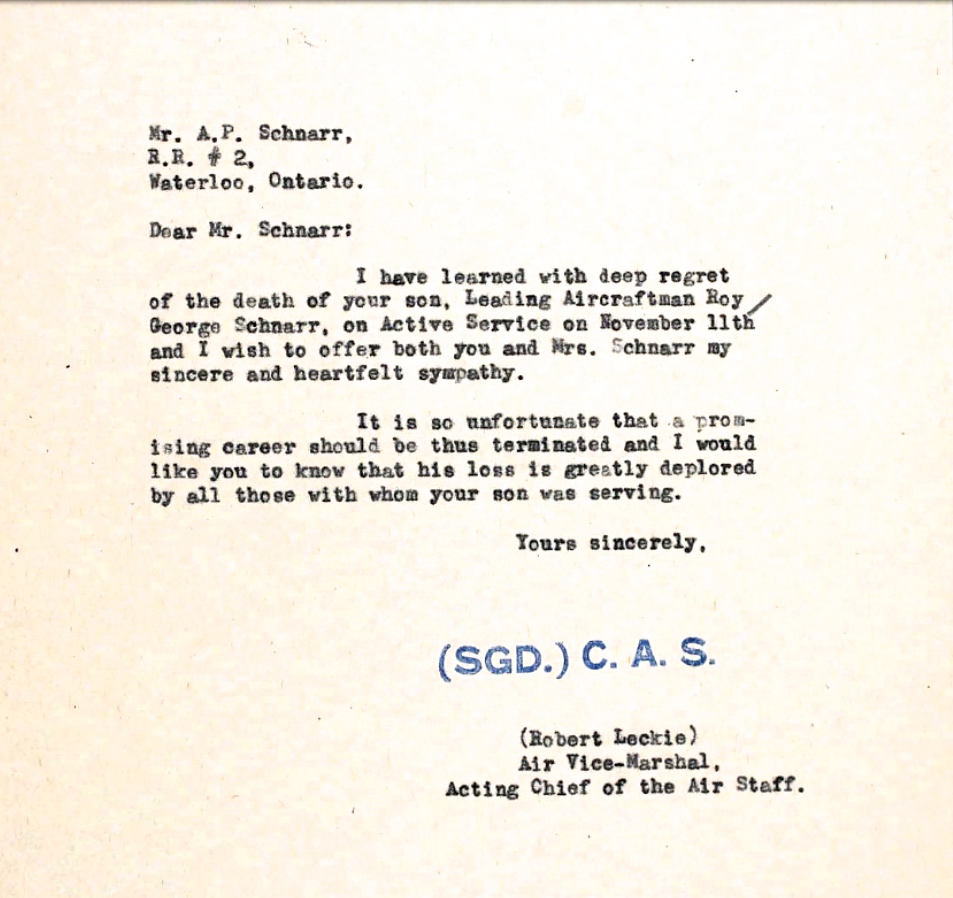 Mr. A.P. Schnarr,
R.R. # 2,
Waterloo, Ontario.
Dear Mr. Schnarr:
I have learned with deep regret
of the death of your son, Leading Aircraftman Roy
George Schnarr, on Active Service on November 11th
and I wish to offer both you and Mrs. Schnarr my
sincere and heartfelt sympathy.
It is so unfortunate that a prom-
ising career should be thus terminated and I would
like you to know that his loss is greatly deplored
by all those with whom your son was serving.
Yours sincerely,
(SGD.) C. A. S.
(Robert Leckie)
Air Vice-Marshal,
Acting Chief of the Air Staff.